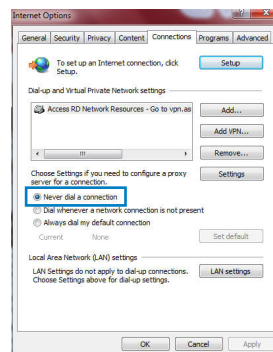 Internet Options
General Security Privacy Content Connections Programs Advanced
To set up an Internet connection, click
Setup.
Setup
Dial-up and Virtual Private Network settings
Access RD Network Resources - Go to vpn.as
Add...
Add VPN...
Remove...
Choose Settings if you need to configure a proxy
server for a connection.
Settings
Never dial a connection
Dial whenever a network connection is not present
Always dial my default connection
Current None
Set default
Local Area Network (LAN) settings
LAN Settings do not apply to dial-up connections.
Choose Settings above for dial-up settings.
LAN settings
OK Cancel Apply